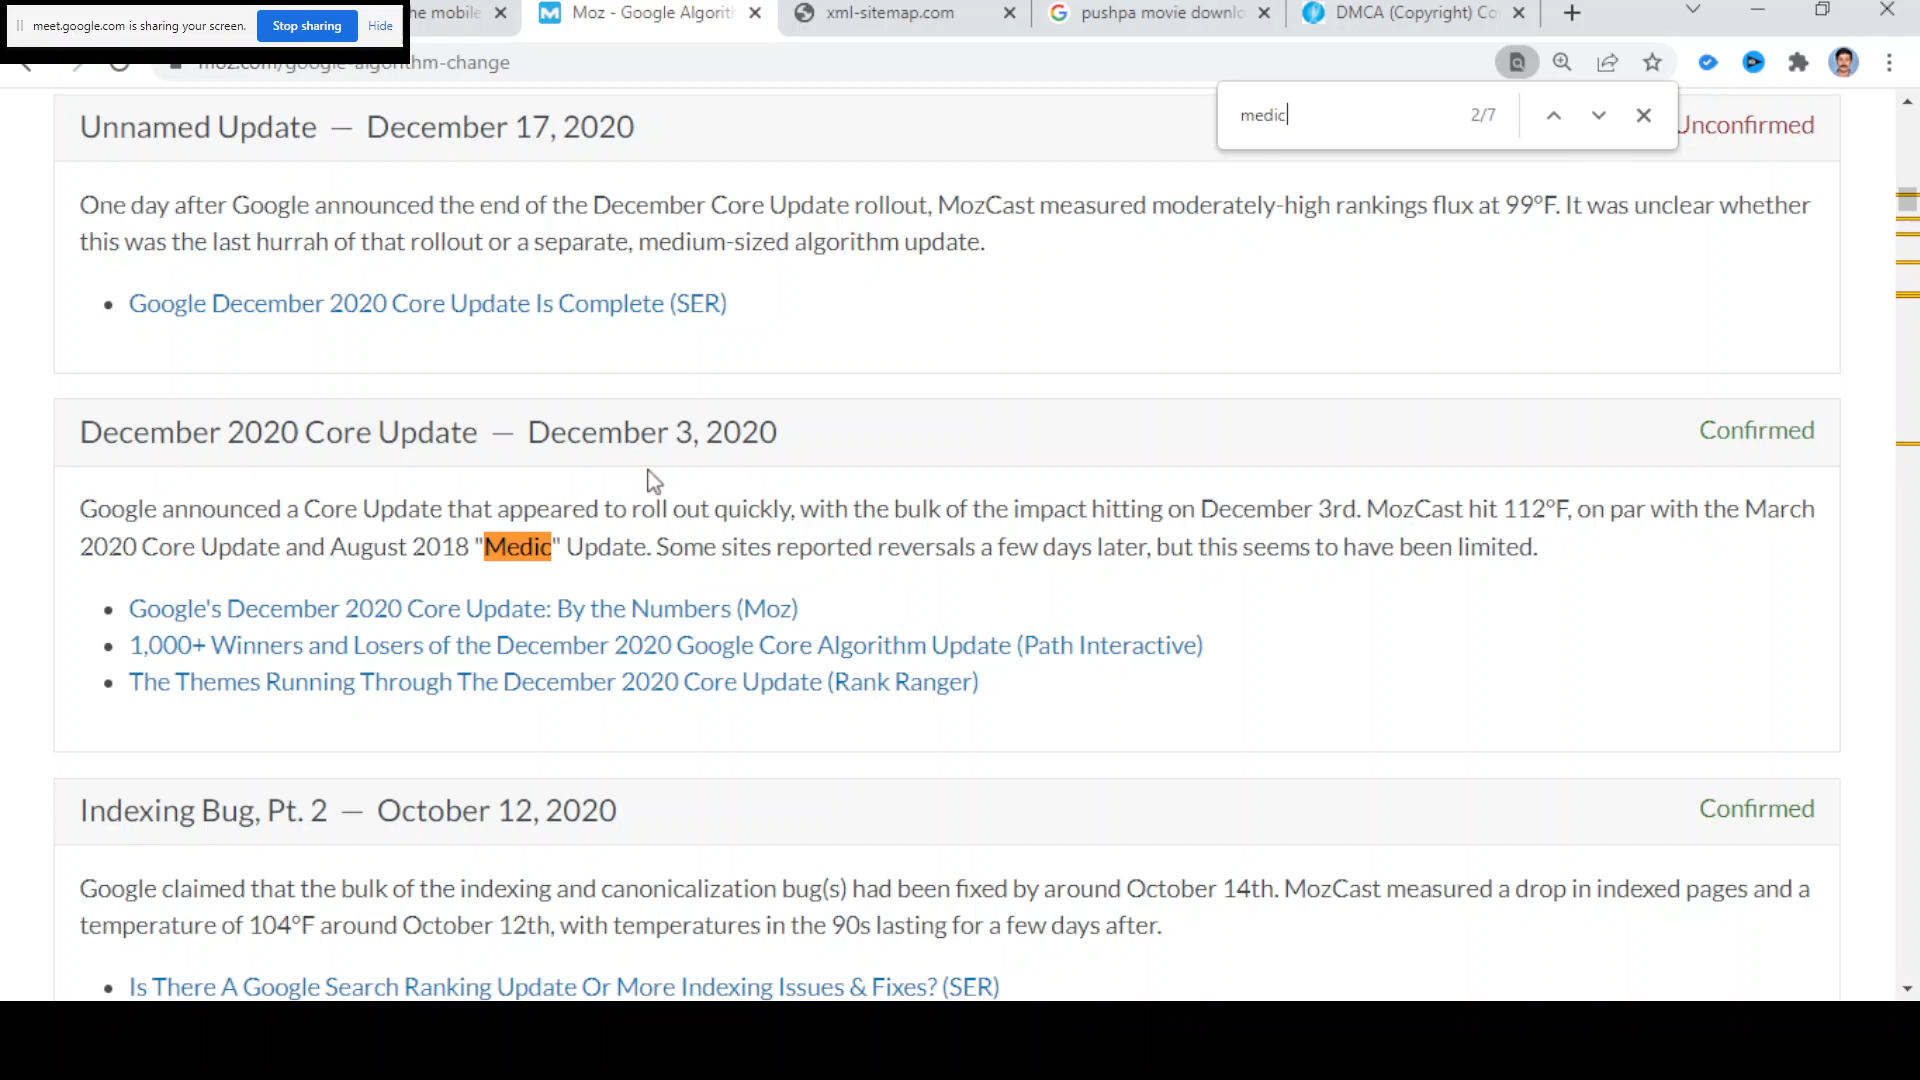 meet.google.com is sharing your screen. Stop sharing Hide
he mobile
Moz - Google Algorit
xml-sitemap.com
pushpa movie downlo
DMCA (Copyright) Co
moz.com/google-algorithm-change
medic 2/7
Unnamed Update — December 17, 2020 Unconfirmed
One day after Google announced the end of the December Core Update rollout, MozCast measured moderately-high rankings flux at 99°F. It was unclear whether
this was the last hurrah of that rollout or a separate, medium-sized algorithm update.
• Google December 2020 Core Update Is Complete (SER)
December 2020 Core Update — December 3, 2020 Confirmed
Google announced a Core Update that appeared to roll out quickly, with the bulk of the impact hitting on December 3rd. MozCast hit 112°F, on par with the March
2020 Core Update and August 2018 "Medic" Update. Some sites reported reversals a few days later, but this seems to have been limited.
• Google's December 2020 Core Update: By the Numbers (Moz)
• 1,000+ Winners and Losers of the December 2020 Google Core Algorithm Update (Path Interactive)
• The Themes Running Through The December 2020 Core Update (Rank Ranger)
Indexing Bug, Pt. 2 — October 12, 2020 Confirmed
Google claimed that the bulk of the indexing and canonicalization bug(s) had been fixed by around October 14th. MozCast measured a drop in indexed pages and a
temperature of 104°F around October 12th, with temperatures in the 90s lasting for a few days after.
• Is There A Google Search Ranking Update Or More Indexing Issues & Fixes? (SER)